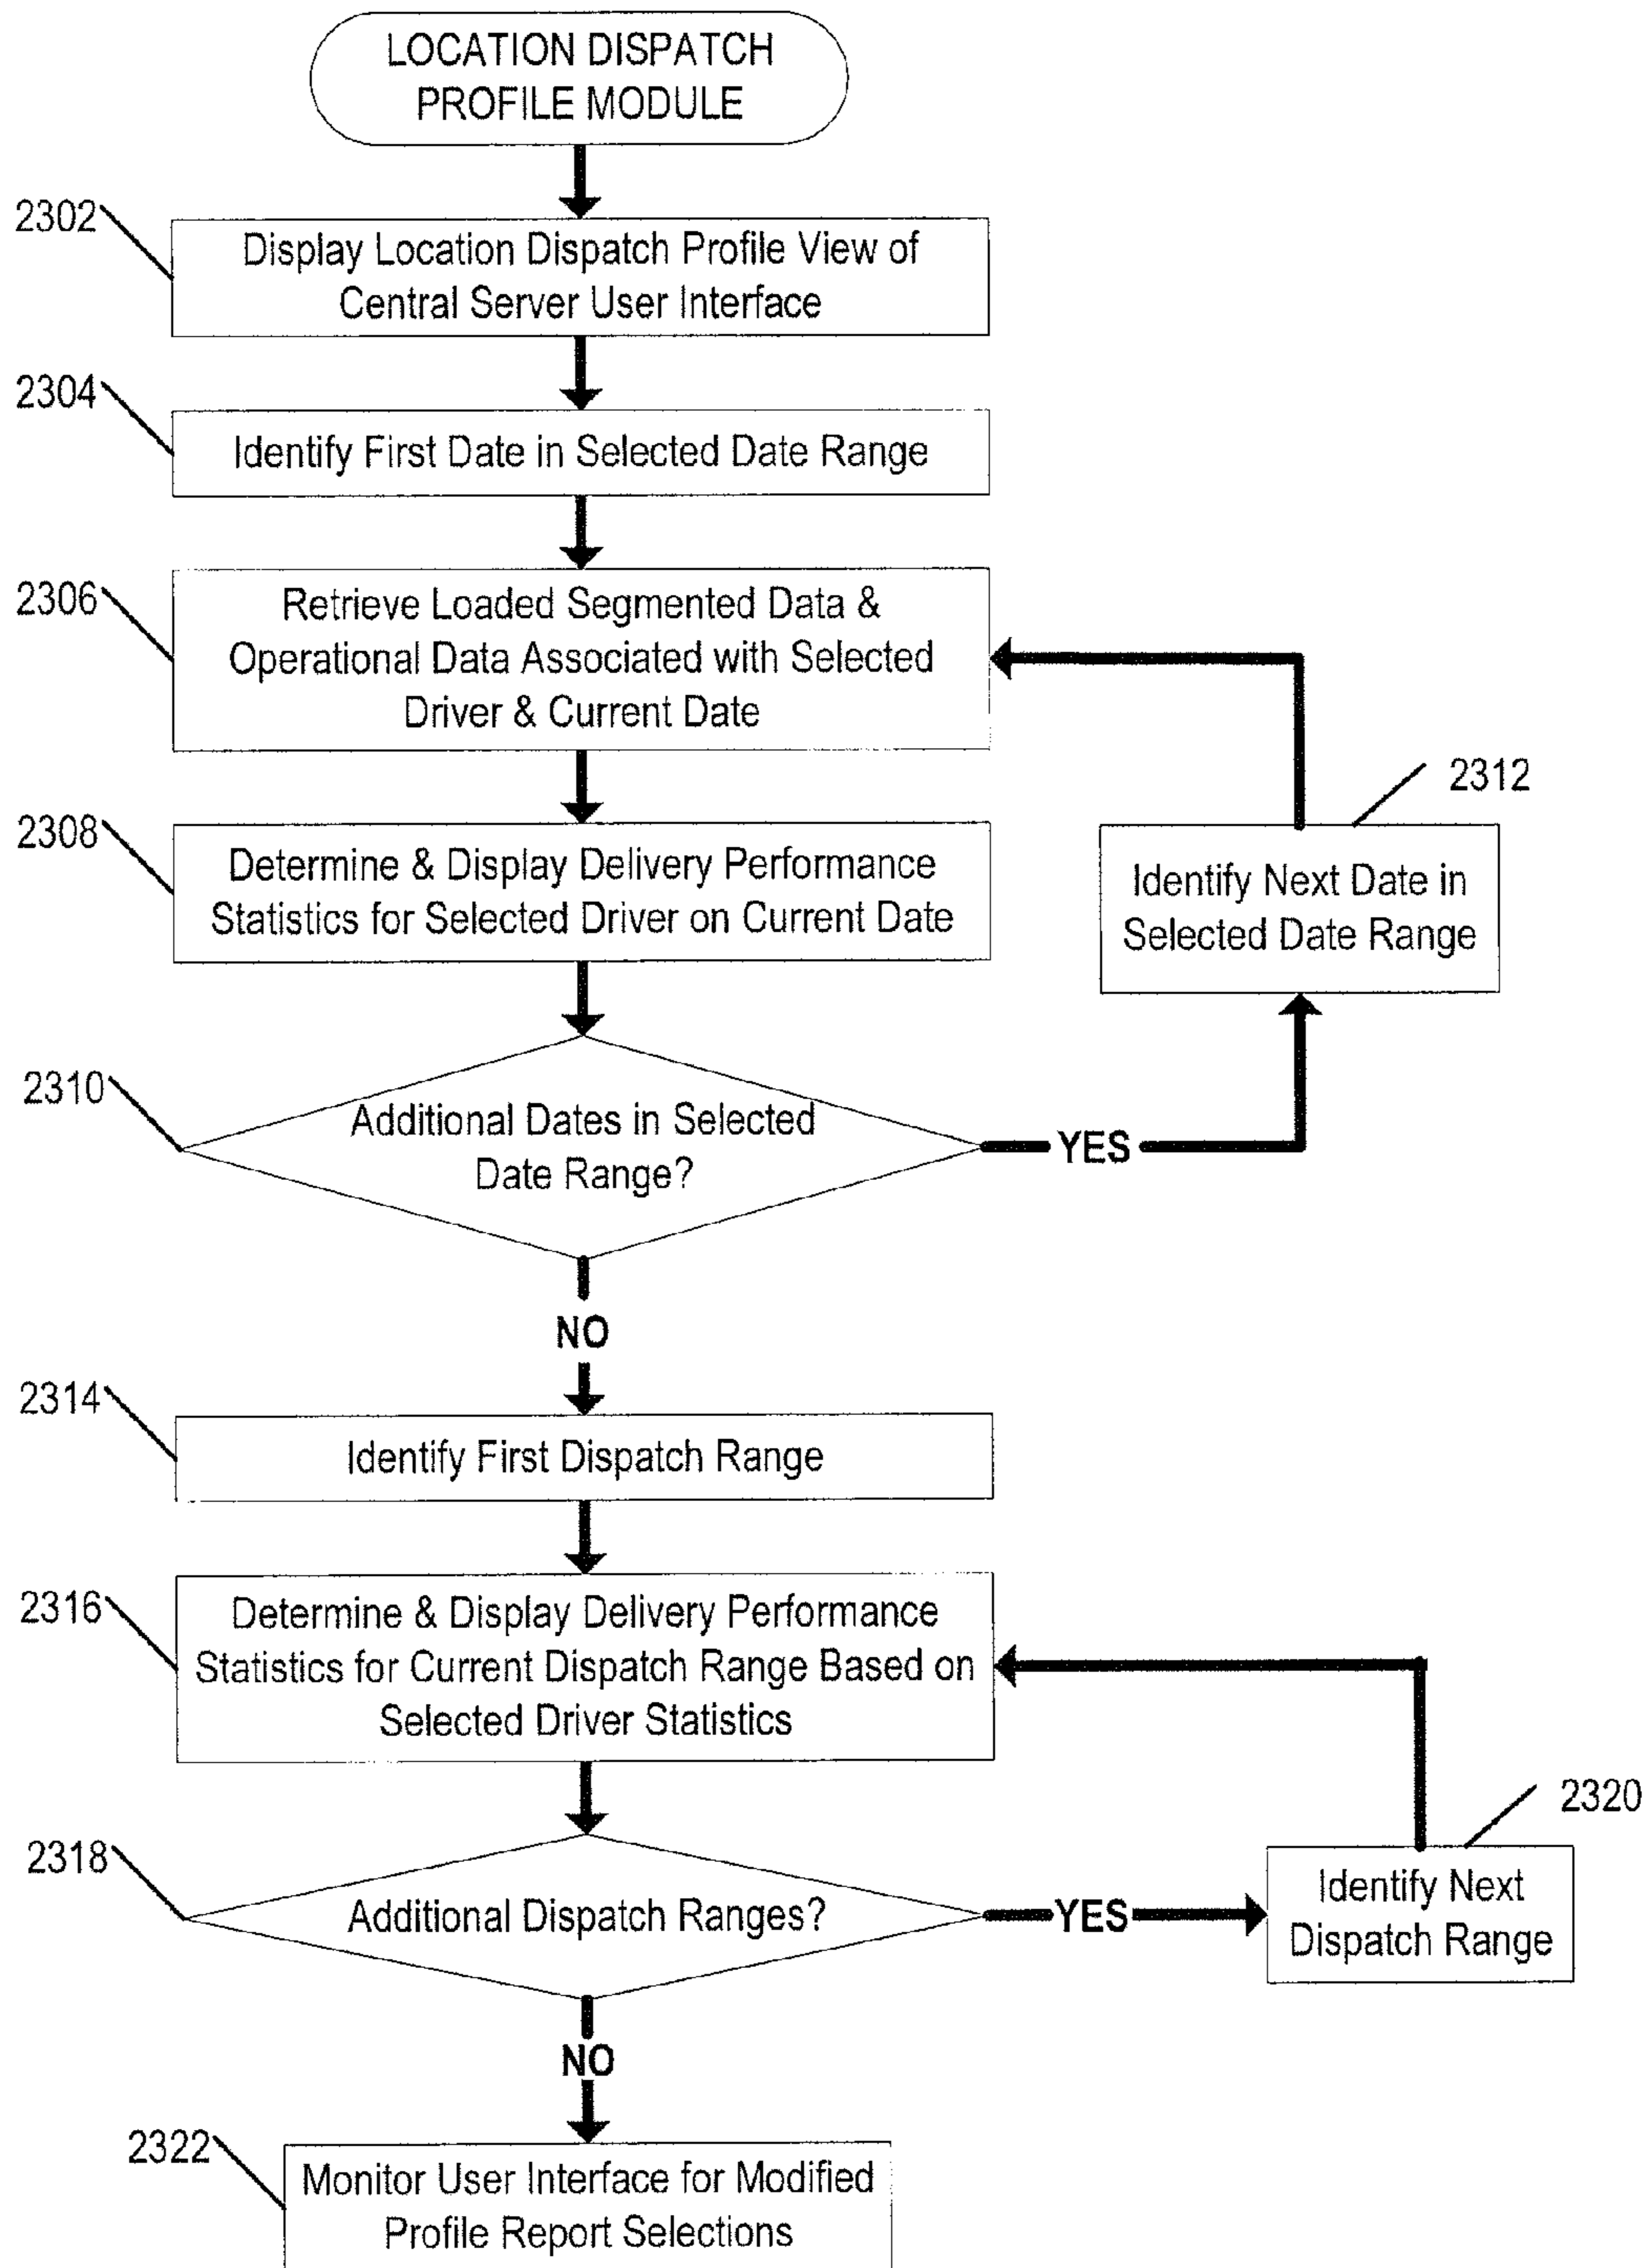 LOCATION DISPATCH
PROFILE MODULE
2302
Display Location Dispatch Profile View of
Central Server User Interface
2304
Identify First Date in Selected Date Range
2306
Retrieve Loaded Segmented Data &
Operational Data Associated with Selected
Driver & Current Date
2312
Identify Next Date in
Selected Date Range
2308
Determine & Display Delivery Performance
Statistics for Selected Driver on Current Date
2310
Additional Dates in Selected
Date Range?
YES
NO
2314
Identify First Dispatch Range
2316
Determine & Display Delivery Performance
Statistics for Current Dispatch Range Based on
Selected Driver Statistics
2320
Identify Next
Dispatch Range
2318
Additional Dispatch Ranges?
YES
NO
2322
Monitor User Interface for Modified
Profile Report Selections